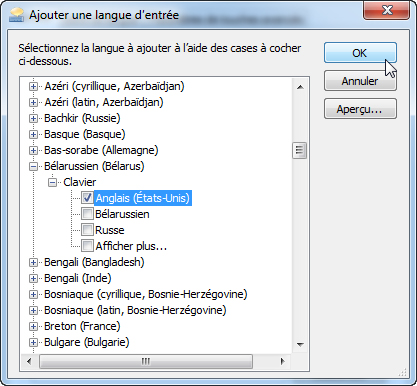 Ajouter une langue d'entrée
Sélectionnez la langue à ajouter à l'aide des cases à cocher
ci-dessous.
OK
Annuler
Aperçu...
Azéri (cyrillique, Azerbaïdjan)
Azéri (latin, Azerbaïdjan)
Bachkir (Russie)
Basque (Basque)
Bas-sorabe (Allemagne)
Bélarussien (Bélarus)
Clavier
Anglais (États-Unis)
Bélarussien
Russe
Afficher plus...
Bengali (Bangladesh)
Bengali (Inde)
Bosniaque (cyrillique, Bosnie-Herzégovine)
Bosniaque (latin, Bosnie-Herzégovine)
Breton (France)
Bulgare (Bulgarie)